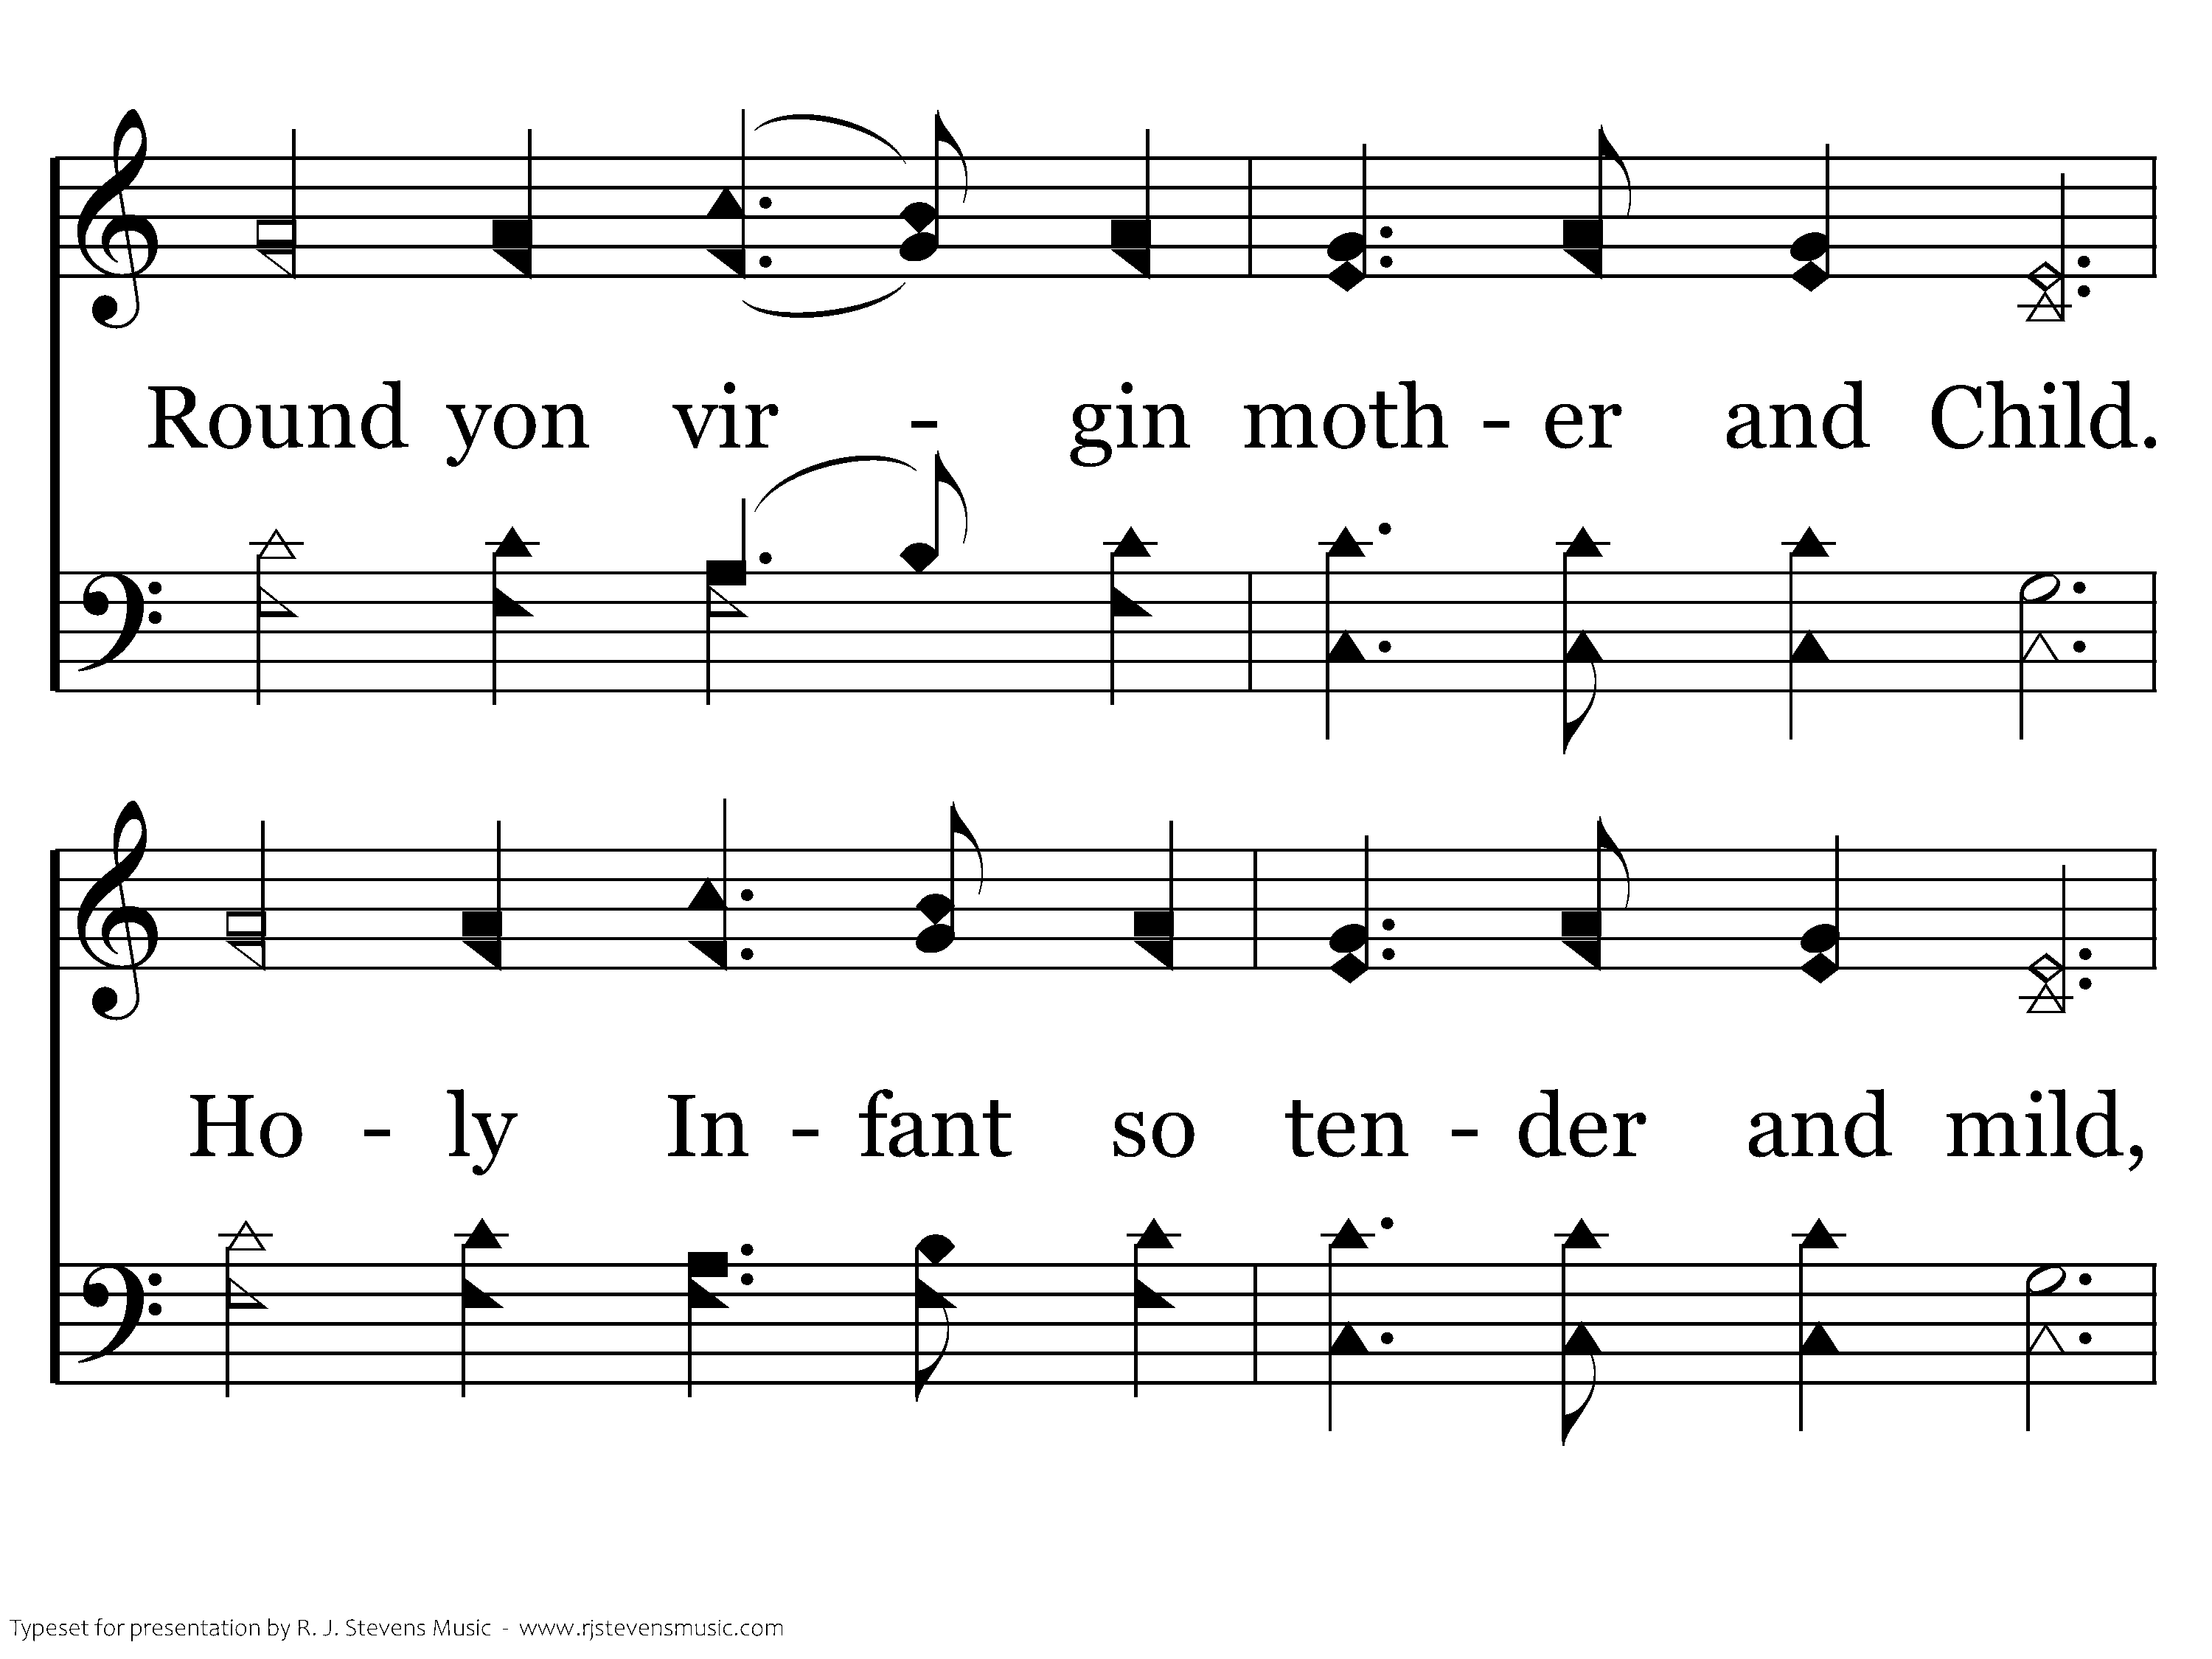 Round yon vir - gin moth - er and Child.
Ho - ly In - fant so ten - der and mild,
Typeset for presentation by R. J. Stevens Music - www.rjstevensmusic.com